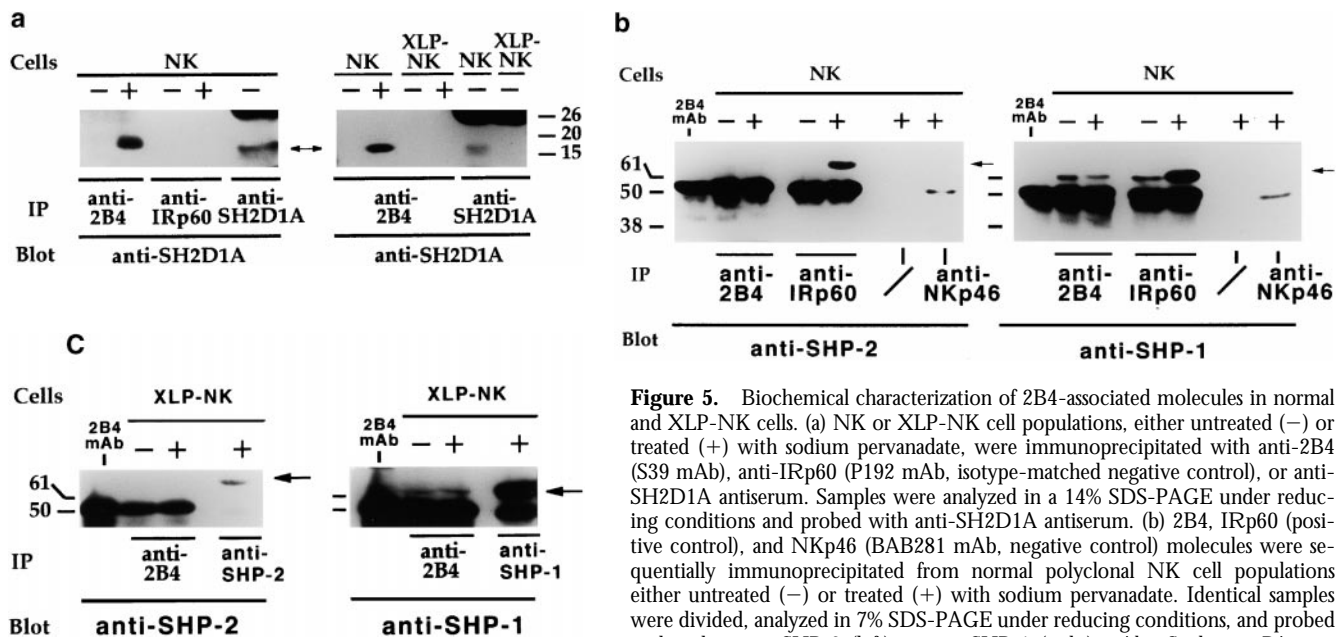 a
Cells
NK
− + − + −
IP
anti-2B4
anti-IRp60
anti-SH2D1A
Blot
anti-SH2D1A
NK
XLP-NK
NK
XLP-NK
− + − + − −
26
20
15
anti-2B4
anti-SH2D1A
anti-SH2D1A
b
Cells
NK
2B4 mAb
− + − + + +
61
50
38
IP
anti-2B4
anti-IRp60
/
anti-NKp46
Blot
anti-SHP-2
NK
2B4 mAb
− + − + + +
anti-2B4
anti-IRp60
/
anti-NKp46
anti-SHP-1
c
Cells
XLP-NK
2B4 mAb
− + +
61
50
IP
anti-2B4
anti-SHP-2
Blot
anti-SHP-2
XLP-NK
2B4 mAb
− + +
anti-2B4
anti-SHP-1
anti-SHP-1
Figure 5. Biochemical characterization of 2B4-associated molecules in normal
and XLP-NK cells. (a) NK or XLP-NK cell populations, either untreated (−) or
treated (+) with sodium pervanadate, were immunoprecipitated with anti-2B4
(S39 mAb), anti-IRp60 (P192 mAb, isotype-matched negative control), or anti-
SH2D1A antiserum. Samples were analyzed in a 14% SDS-PAGE under reduc-
ing conditions and probed with anti-SH2D1A antiserum. (b) 2B4, IRp60 (posi-
tive control), and NKp46 (BAB281 mAb, negative control) molecules were se-
quentially immunoprecipitated from normal polyclonal NK cell populations
either untreated (−) or treated (+) with sodium pervanadate. Identical samples
were divided, analyzed in 7% SDS-PAGE under reducing conditions, and probed